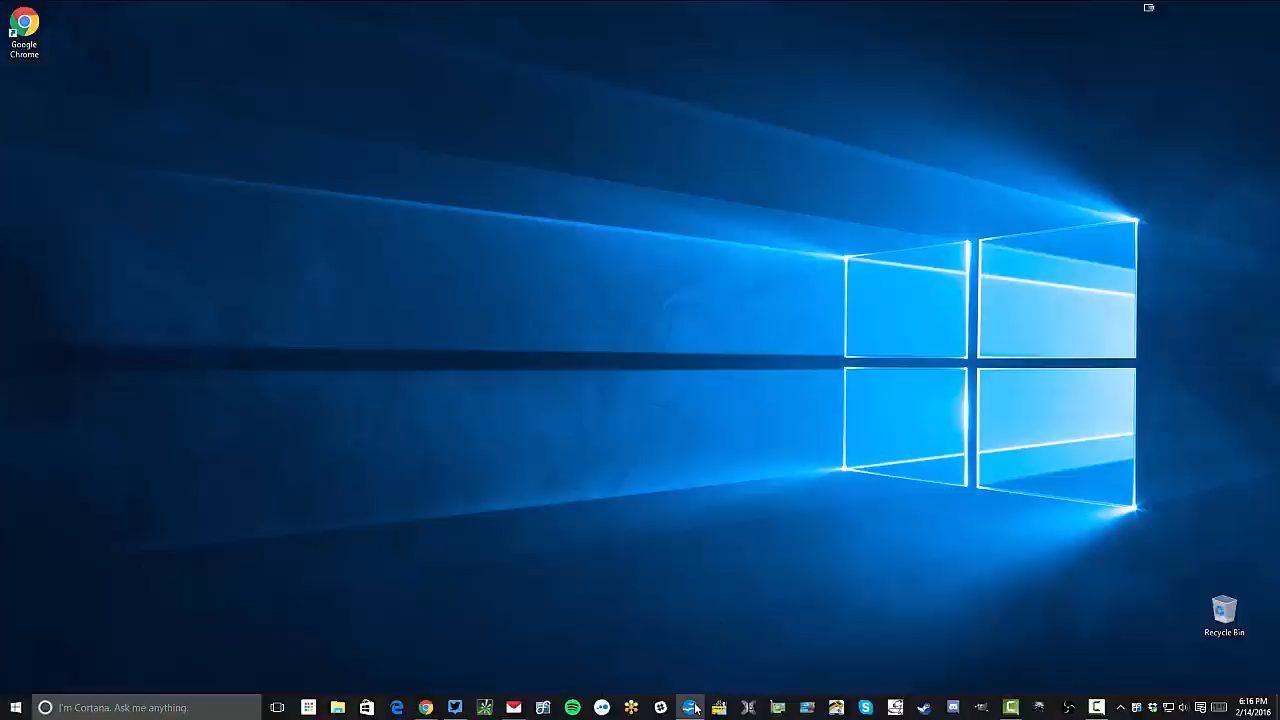 Google
Chrome
Recycle Bin
I'm Cortana. Ask me anything.
6:16 PM
2/14/2016